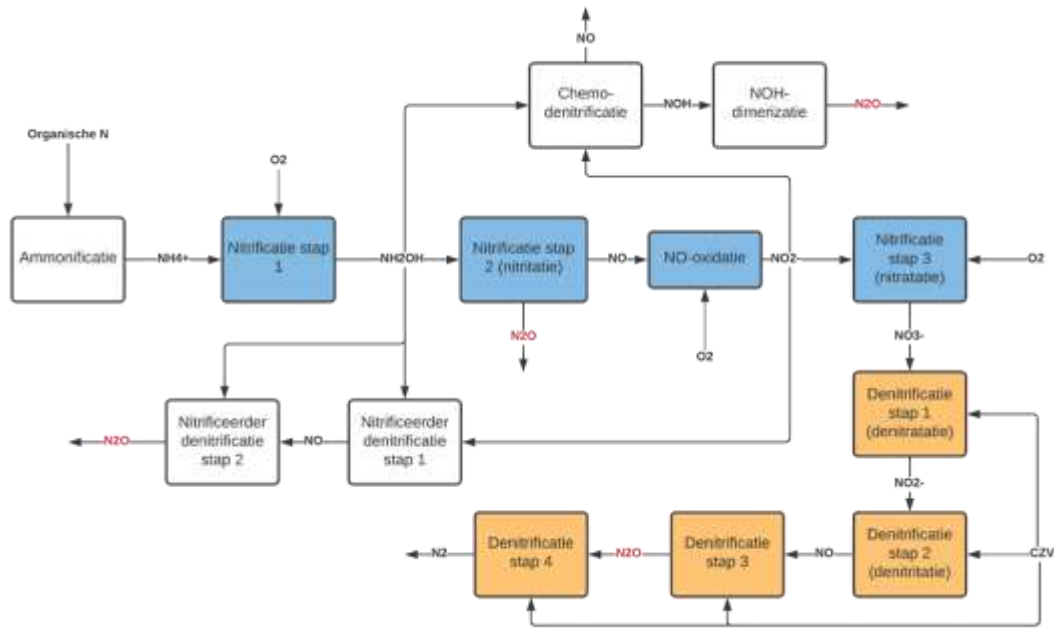 NO
Chemo-
denitrificatie
NOH
NOH-
dimerizatie
N2O
Organische N
O2
Ammonificatie
NH4+
Nitrificatie stap
1
NH2OH
Nitrificatie stap
2 (nitritatie)
NO
NO-oxidatie
NO2-
Nitrificatie
stap 3
(nitratatie)
O2
N2O
O2
NO3-
Denitrificatie
stap 1
(denitratatie)
N2O
Nitrificeerder
denitrificatie
stap 2
NO
Nitrificeerder
denitrificatie
stap 1
NO2-
N2
Denitrificatie
stap 4
N2O
Denitrificatie
stap 3
NO
Denitrificatie
stap 2
(denitritatie)
CZV